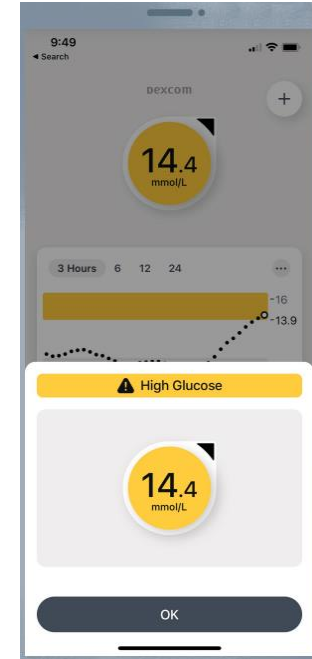 9:49
◀ Search
Dexcom
+
14.4
mmol/L
3 Hours 6 12 24
...
16
13.9
High Glucose
14.4
mmol/L
OK